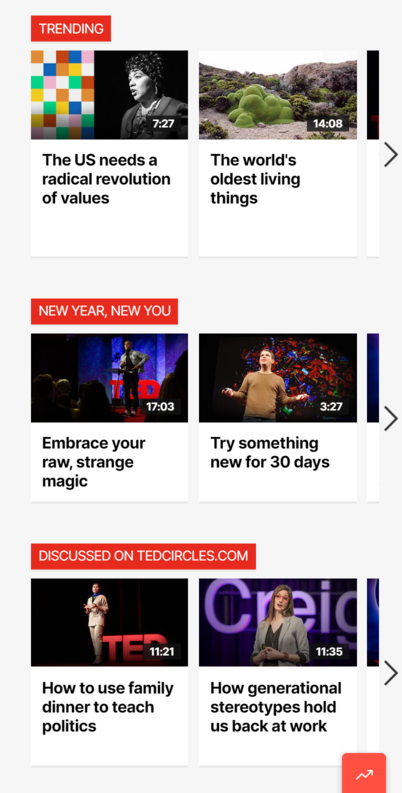 TRENDING
7:27
14:08
The US needs a
radical revolution
of values
The world's
oldest living
things
NEW YEAR, NEW YOU
TED
17:03
3:27
Embrace your
raw, strange
magic
Try something
new for 30 days
DISCUSSED ON TEDCIRCLES.COM
TED
11:21
Creig
11:35
How to use family
dinner to teach
politics
How generational
stereotypes hold
us back at work